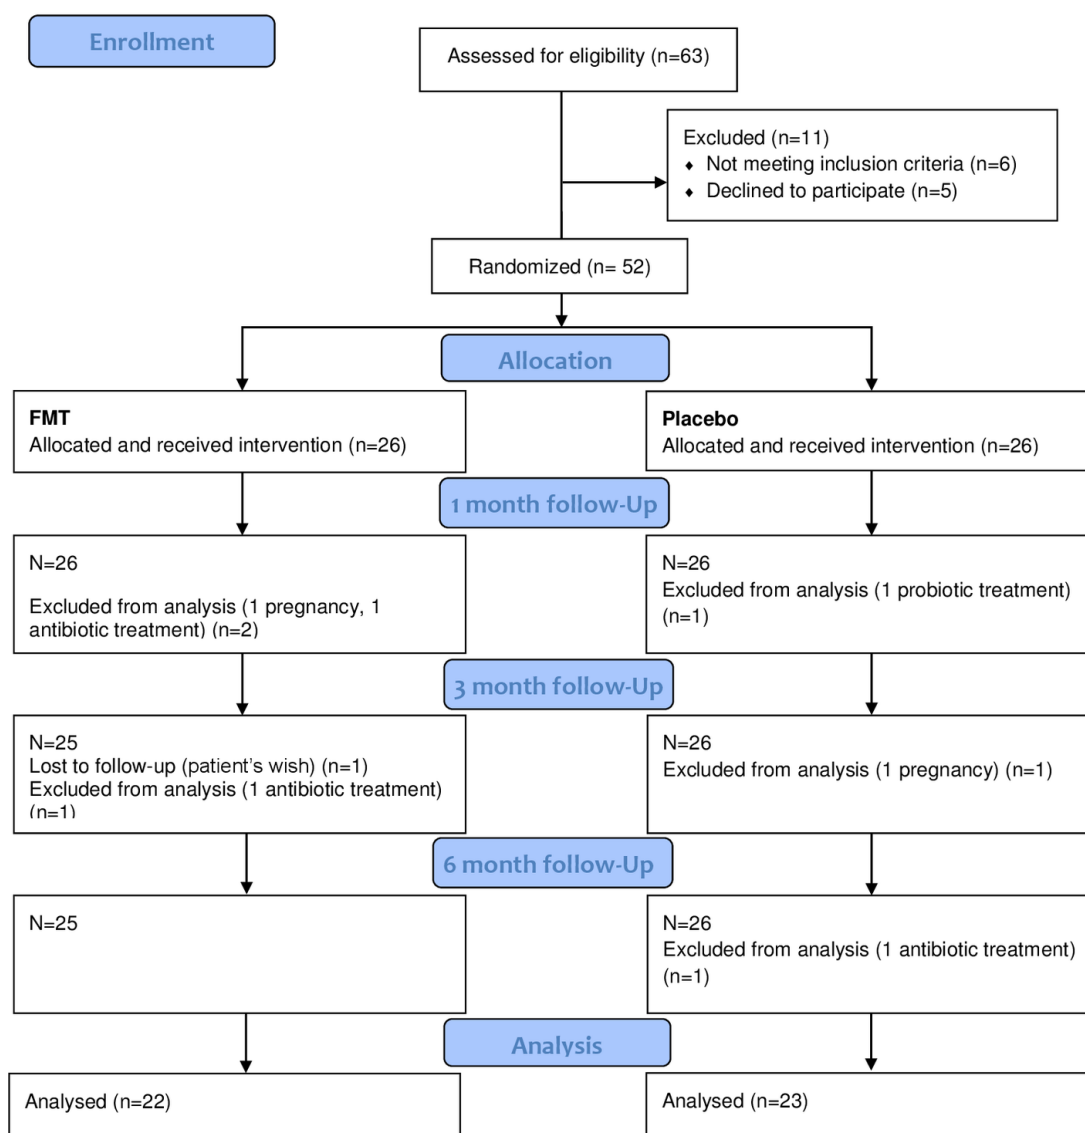 Enrollment
Assessed for eligibility (n=63)
Excluded (n=11)
♦ Not meeting inclusion criteria (n=6)
♦ Declined to participate (n=5)
Randomized (n= 52)
Allocation
FMT
Allocated and received intervention (n=26)
Placebo
Allocated and received intervention (n=26)
1 month follow-Up
N=26
Excluded from analysis (1 pregnancy, 1
antibiotic treatment) (n=2)
N=26
Excluded from analysis (1 probiotic treatment)
(n=1)
3 month follow-Up
N=25
Lost to follow-up (patient's wish) (n=1)
Excluded from analysis (1 antibiotic treatment)
(n=1)
N=26
Excluded from analysis (1 pregnancy) (n=1)
6 month follow-Up
N=25
N=26
Excluded from analysis (1 antibiotic treatment)
(n=1)
Analysis
Analysed (n=22)
Analysed (n=23)